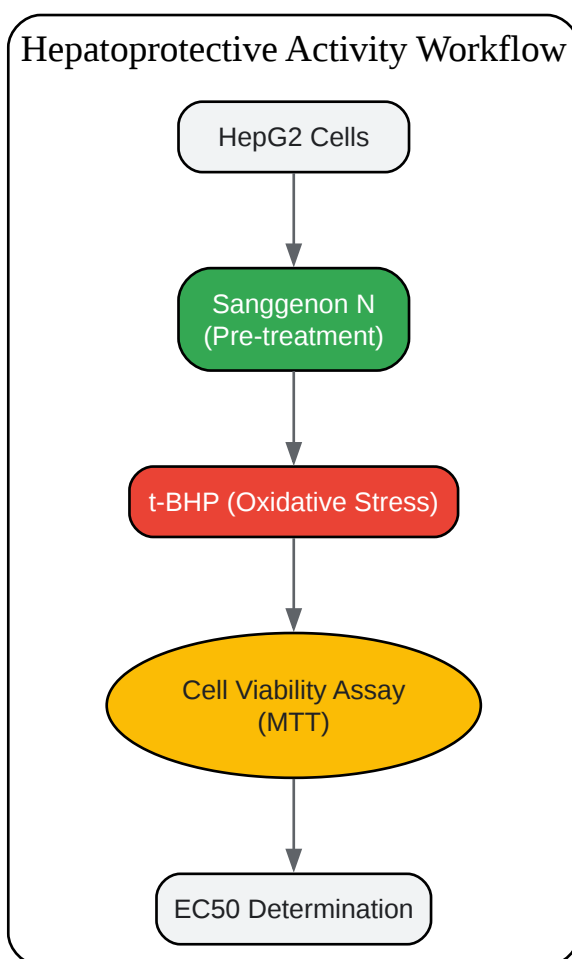 Hepatoprotective Activity Workflow
HepG2 Cells
Sanggenon N
(Pre-treatment)
t-BHP (Oxidative Stress)
Cell Viability Assay
(MTT)
EC50 Determination